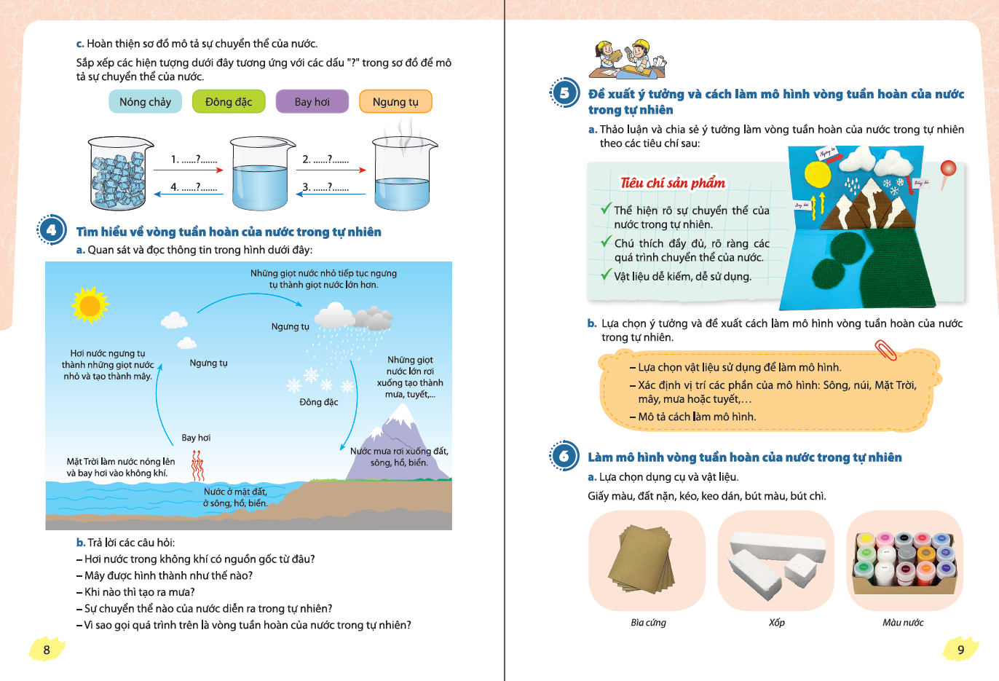 c. Hoàn thiện sơ đồ mô tả sự chuyển thể của nước.
Sắp xếp các hiện tượng dưới đây tương ứng với các dấu "?" trong sơ đồ để mô
tả sự chuyển thể của nước.
Nóng chảy
Đông đặc
Bay hơi
Ngưng tụ
1. ......?.......
2. ......?.......
4. ......?.......
3. ......?.......
4
Tìm hiểu về vòng tuần hoàn của nước trong tự nhiên
a. Quan sát và đọc thông tin trong hình dưới đây:
Những giọt nước nhỏ tiếp tục ngưng
tụ thành giọt nước lớn hơn.
Ngưng tụ
Hơi nước ngưng tụ
thành những giọt nước
nhỏ và tạo thành mây.
Ngưng tụ
Những giọt
nước lớn rơi
xuống tạo thành
mưa, tuyết,...
Đông đặc
Bay hơi
Nước mưa rơi xuống đất,
sông, hồ, biển.
Mặt Trời làm nước nóng lên
và bay hơi vào không khí.
Nước ở mặt đất,
ở sông, hồ, biển.
b. Trả lời các câu hỏi:
– Hơi nước trong không khí có nguồn gốc từ đâu?
– Mây được hình thành như thế nào?
– Khi nào thì tạo ra mưa?
– Sự chuyển thể nào của nước diễn ra trong tự nhiên?
– Vì sao gọi quá trình trên là vòng tuần hoàn của nước trong tự nhiên?
8
5
Đề xuất ý tưởng và cách làm mô hình vòng tuần hoàn của nước
trong tự nhiên
a. Thảo luận và chia sẻ ý tưởng làm vòng tuần hoàn của nước trong tự nhiên
theo các tiêu chí sau:
Tiêu chí sản phẩm
Thể hiện rõ sự chuyển thể của
nước trong tự nhiên.
Chú thích đầy đủ, rõ ràng các
quá trình chuyển thể của nước.
Vật liệu dễ kiếm, dễ sử dụng.
Ngưng tụ
Đông đặc
Bay hơi
b. Lựa chọn ý tưởng và đề xuất cách làm mô hình vòng tuần hoàn của nước
trong tự nhiên.
– Lựa chọn vật liệu sử dụng để làm mô hình.
– Xác định vị trí các phần của mô hình: Sông, núi, Mặt Trời,
mây, mưa hoặc tuyết,...
– Mô tả cách làm mô hình.
6
Làm mô hình vòng tuần hoàn của nước trong tự nhiên
a. Lựa chọn dụng cụ và vật liệu.
Giấy màu, đất nặn, kéo, keo dán, bút màu, bút chì.
Bìa cứng
Xốp
Màu nước
9